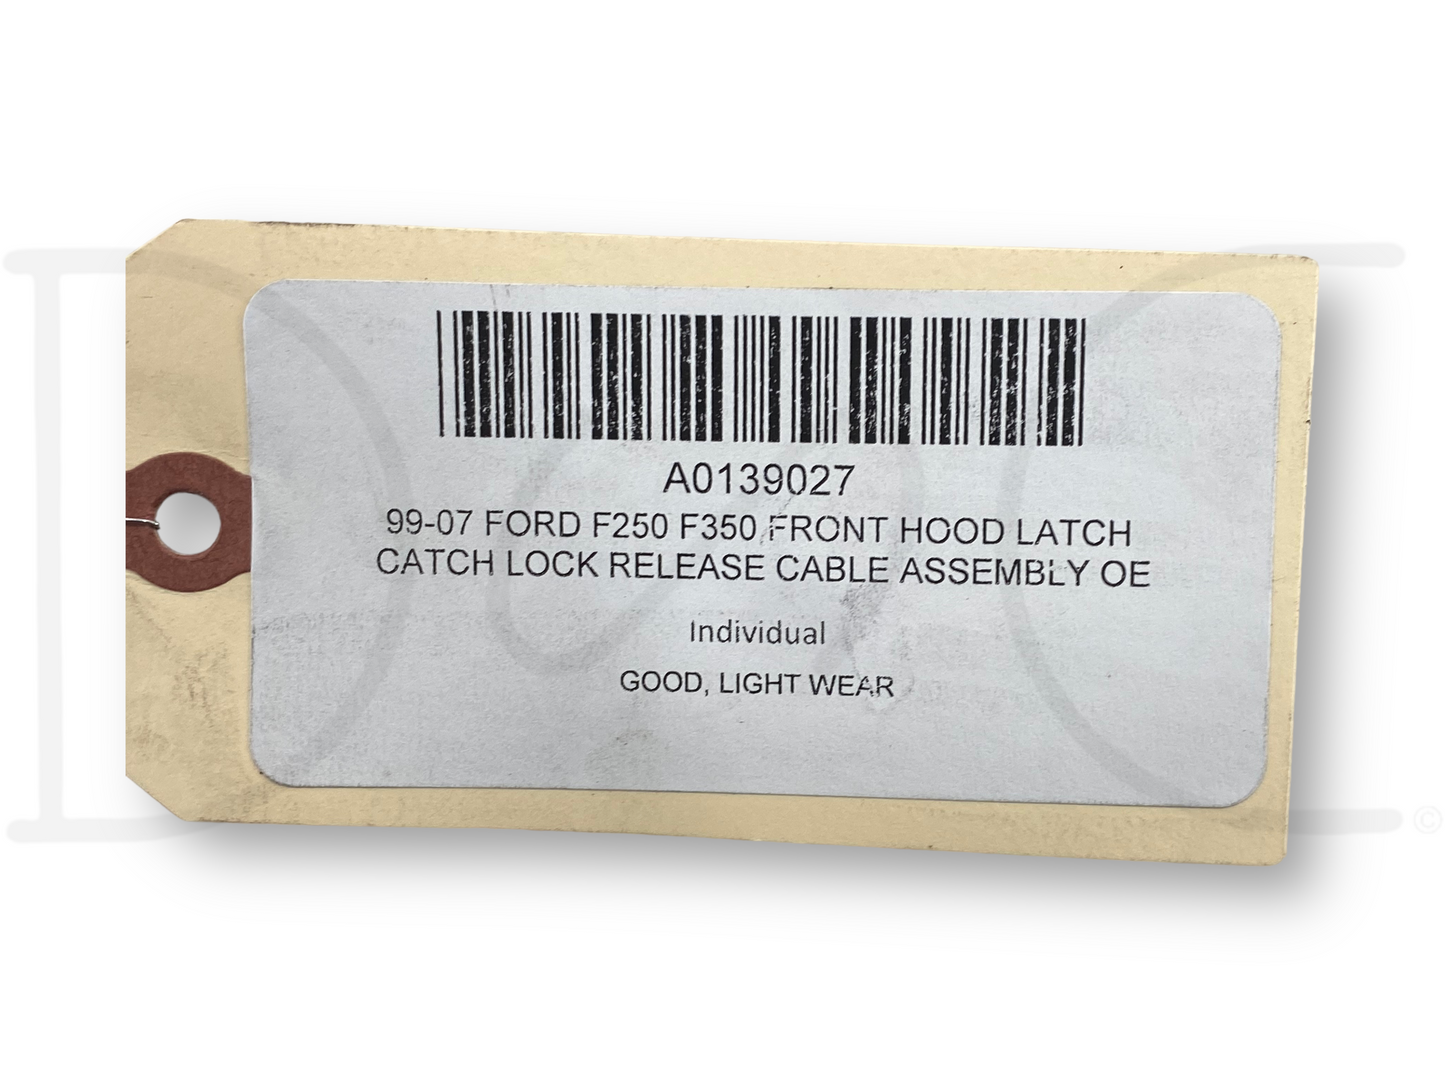 A0139027
99-07 FORD F250 F350 FRONT HOOD LATCH
CATCH LOCK RELEASE CABLE ASSEMBLY OE
Individual
GOOD, LIGHT WEAR
©